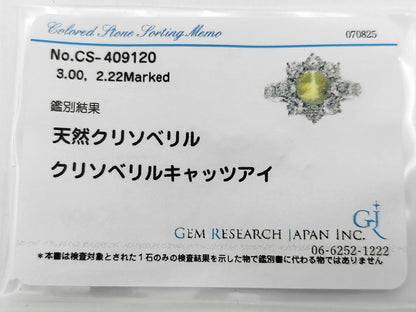 Colored Stone Sorting Memo
070825
No.CS-409120
3.00, 2.22Marked
鑑別結果
天然クリソベリル
クリソベリルキャッツアイ
GRJ
GEM RESEARCH JAPAN INC.
06-6252-1222
*本書は検査対象とされた1石のみの検査結果を示した物で鑑別書に代わる物ではありません